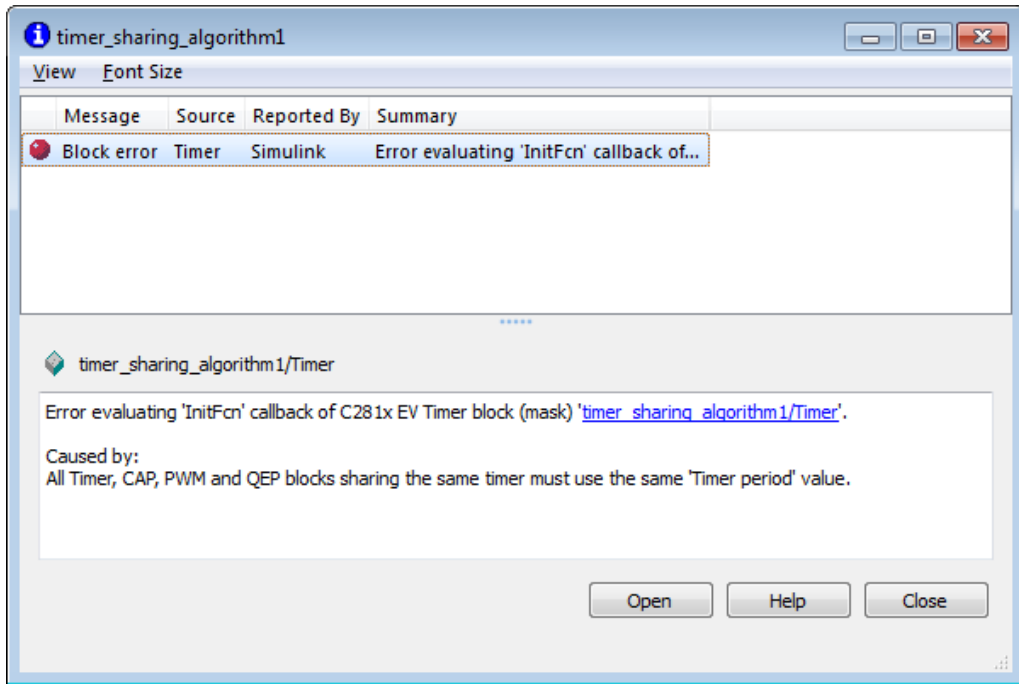 timer_sharing_algorithm1
View Font Size
Message Source Reported By Summary
Block error Timer Simulink Error evaluating 'InitFcn' callback of...
timer_sharing_algorithm1/Timer
Error evaluating 'InitFcn' callback of C281x EV Timer block (mask) 'timer_sharing_algorithm1/Timer'.
Caused by:
All Timer, CAP, PWM and QEP blocks sharing the same timer must use the same 'Timer period' value.
Open Help Close